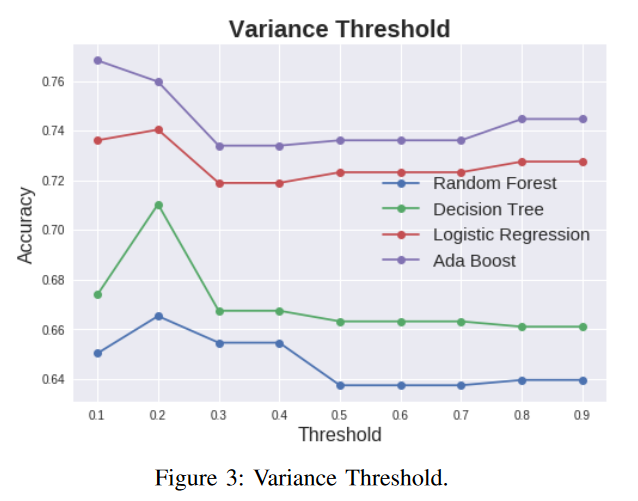 Variance Threshold
Accuracy
0.76
0.74
0.72
0.70
0.68
0.66
0.64
Random Forest
Decision Tree
Logistic Regression
Ada Boost
0.1 0.2 0.3 0.4 0.5 0.6 0.7 0.8 0.9
Threshold
Figure 3: Variance Threshold.